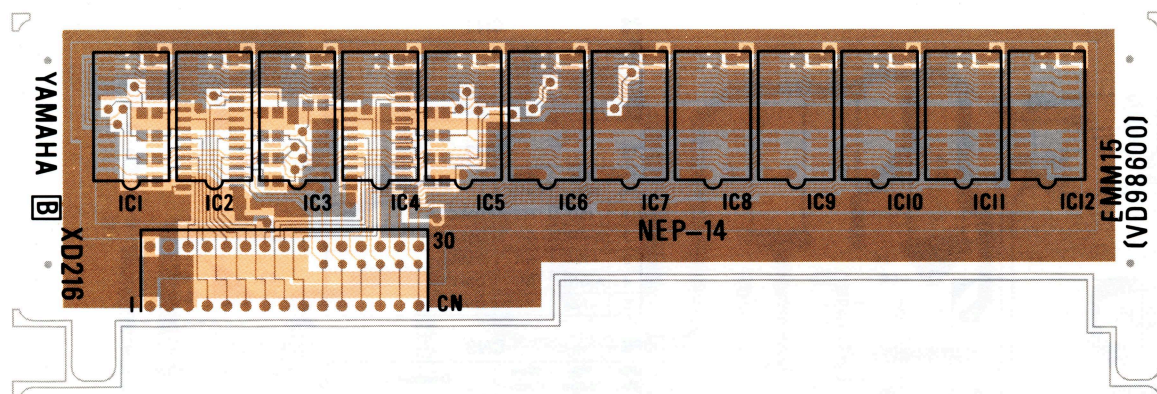 YAMAHA B XD216
IC1 IC2 IC3 IC4 IC5 IC6 IC7 IC8 IC9 IC10 IC11 IC12
NEP-14
30
1 CN
EMM15
(VD98600)